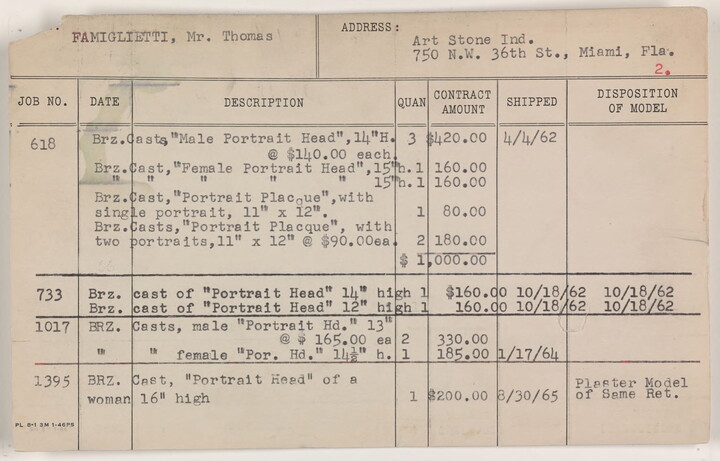 FAMIGLIETTI, Mr. Thomas
ADDRESS:
Art Stone Ind.
750 N.W. 36th St., Miami, Fla.
2.
JOB NO. DATE DESCRIPTION QUAN CONTRACT AMOUNT SHIPPED DISPOSITION OF MODEL
618 Brz.Casts,"Male Portrait Head",14"H. 3 $420.00 4/4/62
@ $140.00 each.
Brz.Cast,"Female Portrait Head",15"h.1 160.00
" " " " " 15"h.1 160.00
Brz.Cast,"Portrait Placque",with
single portrait, 11" x 12". 1 80.00
Brz.Casts,"Portrait Placque", with
two portraits,11" x 12" @ $90.00ea. 2 180.00
$ 1,000.00
733 Brz. cast of "Portrait Head" 14" high 1 $160.00 10/18/62 10/18/62
Brz. cast of "Portrait Head" 12" high 1 160.00 10/18/62 10/18/62
1017 BRZ. Casts, male "Portrait Hd." 13"
@ $ 165.00 ea 2 330.00
" " female "Por. Hd." 14½" h. 1 185.00 1/17/64
1395 BRZ. Cast, "Portrait Head" of a Plaster Model
woman 16" high 1 $200.00 8/30/65 of Same Ret.
PL 8-1 3M 1-46PS